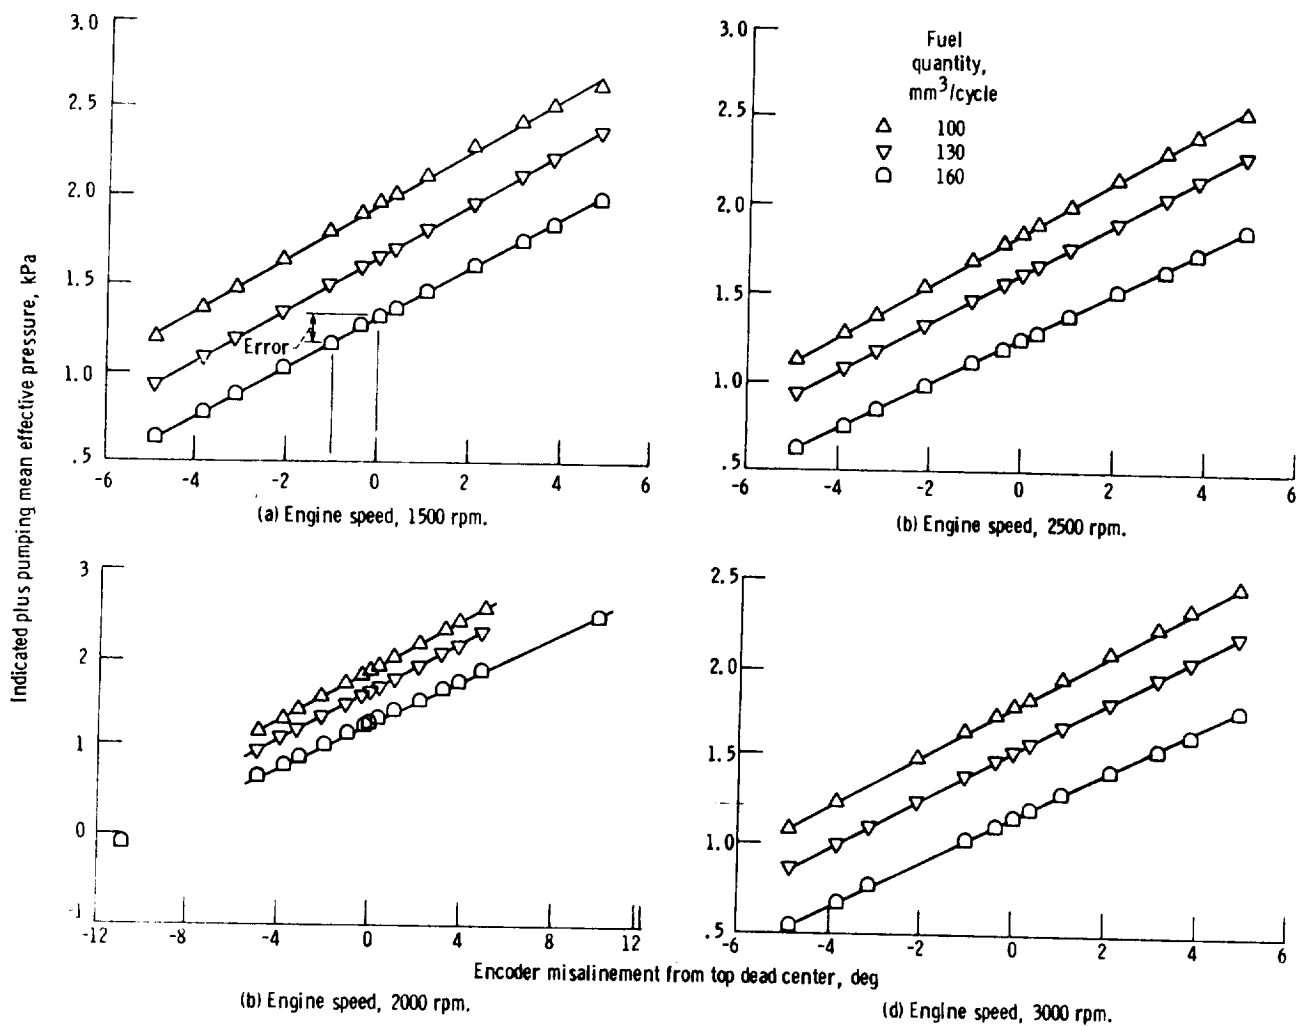 Indicated plus pumping mean effective pressure, kPa
3.0
2.5
2.0
1.5
1.0
.5
Error
-6 -4 -2 0 2 4 6
(a) Engine speed, 1500 rpm.
3.0
2.5
2.0
1.5
1.0
.5
Fuel
quantity,
mm3/cycle
100
130
160
-6 -4 -2 0 2 4 6
(b) Engine speed, 2500 rpm.
3
2
1
0
-1
-12 -8 -4 0 4 8 12
(b) Engine speed, 2000 rpm.
2.5
2.0
1.5
1.0
.5
-6 -4 -2 0 2 4 6
Encoder misalinement from top dead center, deg
(d) Engine speed, 3000 rpm.